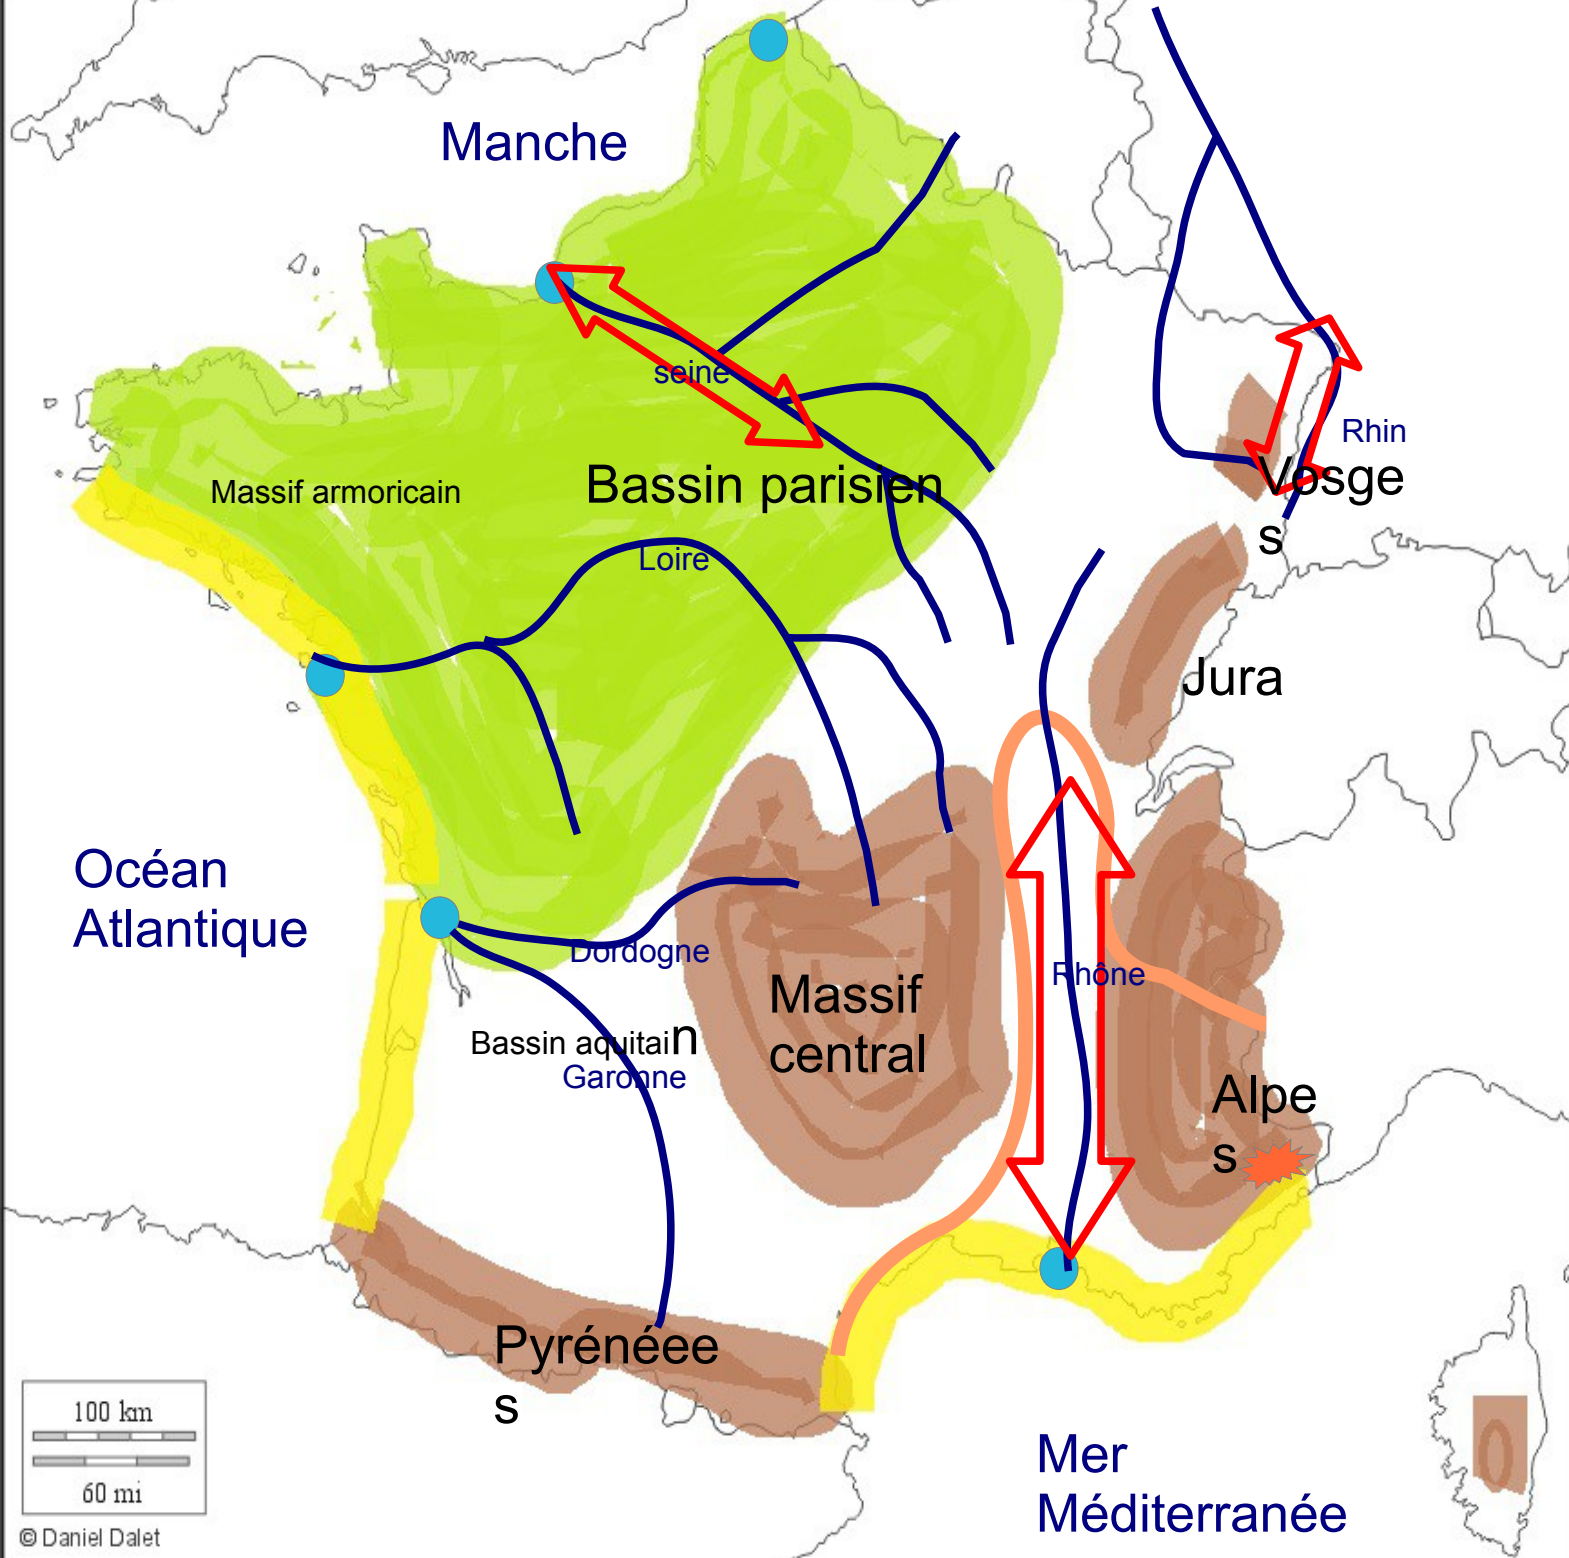 Manche
seine
Rhin
Massif armoricain
Bassin parisien
Vosge
s
Loire
Jura
Océan
Atlantique
Dordogne
Rhône
Massif
central
Bassin aquitain
Garonne
Alpe
s
Pyrénéee
s
100 km
60 mi
Mer
Méditerranée
© Daniel Dalet